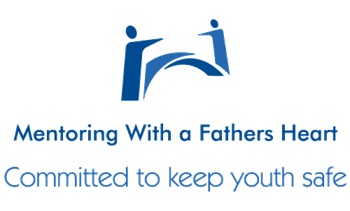 Mentoring With a Fathers Heart
Committed to keep youth safe